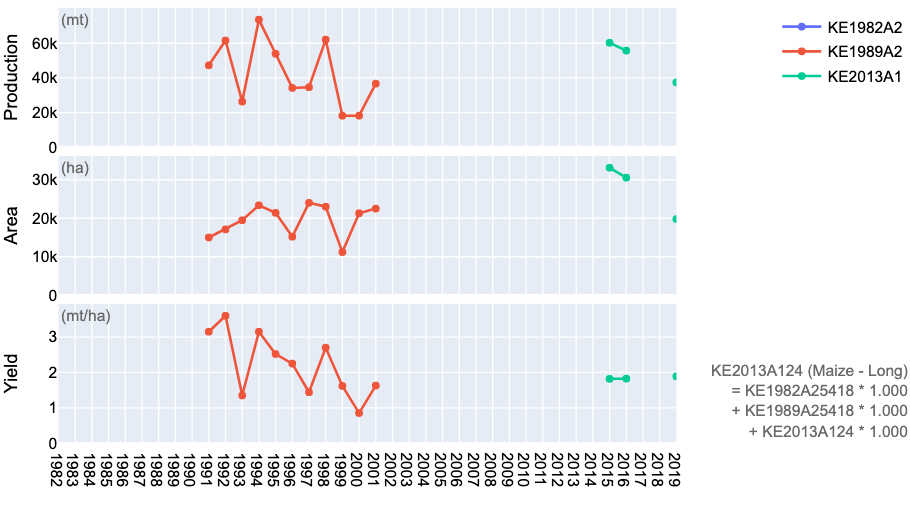 (mt)
Production
60k
40k
20k
0
KE1982A2
KE1989A2
KE2013A1
(ha)
Area
30k
20k
10k
0
(mt/ha)
Yield
3
2
1
0
KE2013A124 (Maize - Long)
= KE1982A25418 * 1.000
+ KE1989A25418 * 1.000
+ KE2013A124 * 1.000
1982
1983
1984
1985
1986
1987
1988
1989
1990
1991
1992
1993
1994
1995
1996
1997
1998
1999
2000
2001
2002
2003
2004
2005
2006
2007
2008
2009
2010
2011
2012
2013
2014
2015
2016
2017
2018
2019